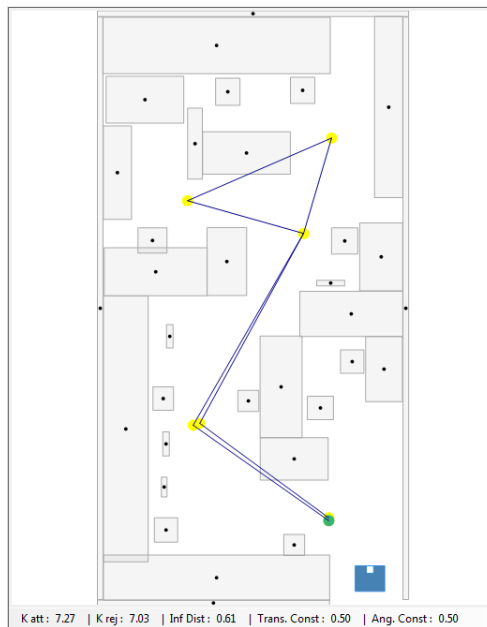 K att : 7.27 | K rej : 7.03 | Inf Dist : 0.61 | Trans. Const : 0.50 | Ang. Const : 0.50